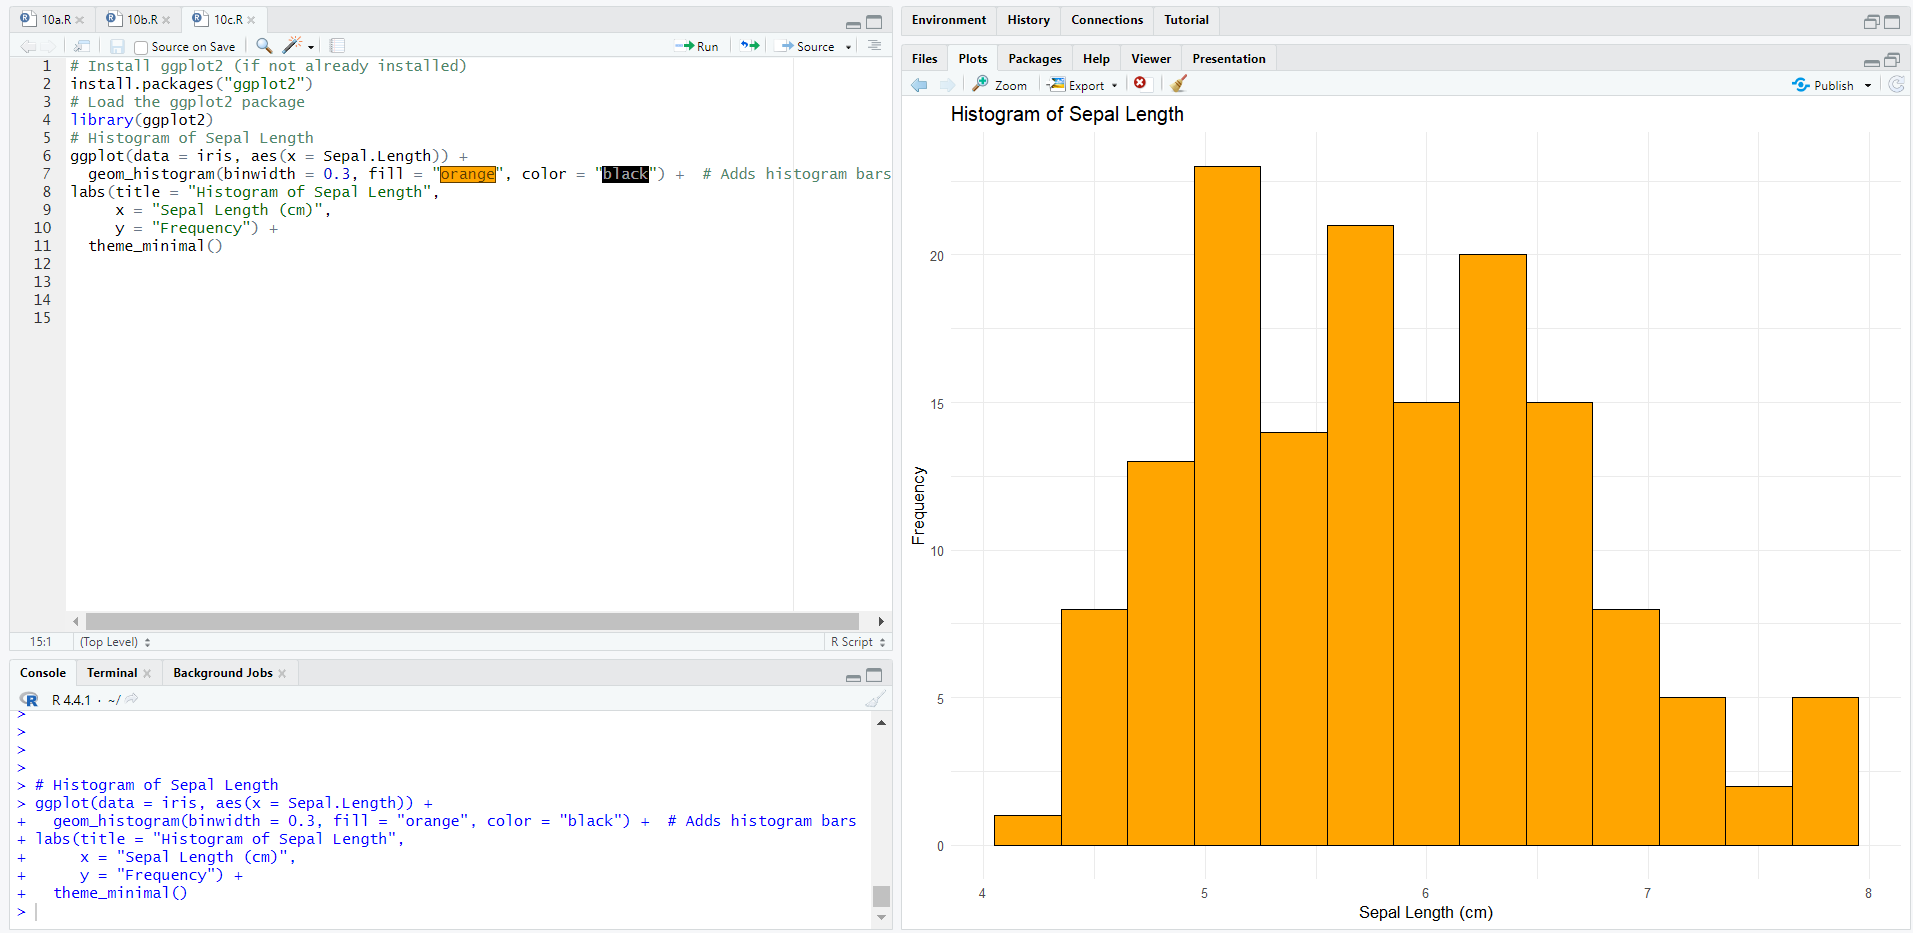 10a.R
10b.R
10c.R
Source on Save
Run
Source
1 # Install ggplot2 (if not already installed)
2 install.packages("ggplot2")
3 # Load the ggplot2 package
4 library(ggplot2)
5 # Histogram of Sepal Length
6 ggplot(data = iris, aes(x = Sepal.Length)) +
7   geom_histogram(binwidth = 0.3, fill = "orange", color = "black") +  # Adds histogram bars
8 labs(title = "Histogram of Sepal Length",
9      x = "Sepal Length (cm)",
10      y = "Frequency") +
11   theme_minimal()
12
13
14
15
15:1 (Top Level) R Script
Console Terminal Background Jobs
R R 4.4.1 · ~/
>
>
>
>
> # Histogram of Sepal Length
> ggplot(data = iris, aes(x = Sepal.Length)) +
+   geom_histogram(binwidth = 0.3, fill = "orange", color = "black") +  # Adds histogram bars
+ labs(title = "Histogram of Sepal Length",
+      x = "Sepal Length (cm)",
+      y = "Frequency") +
+   theme_minimal()
>
Environment History Connections Tutorial
Files Plots Packages Help Viewer Presentation
Zoom Export Publish
Histogram of Sepal Length
Frequency
20
15
10
5
0
4 5 6 7 8
Sepal Length (cm)